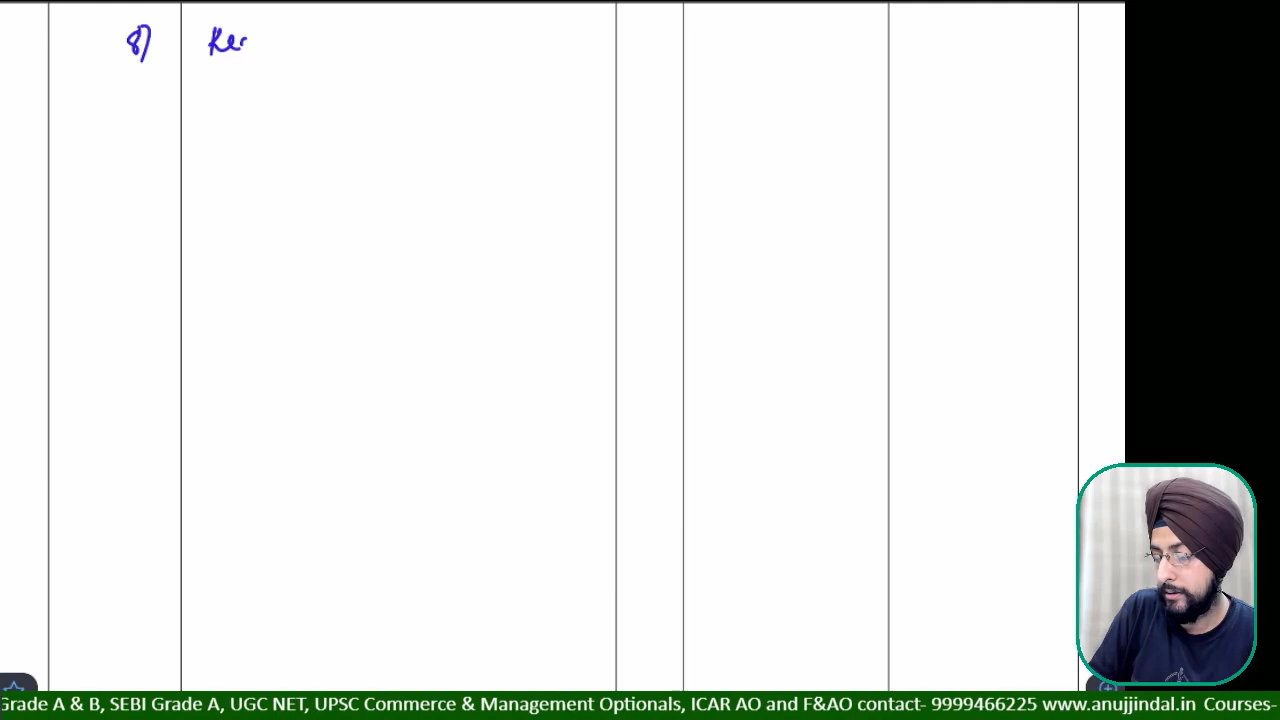 8) Rer
Grade A & B, SEBI Grade A, UGC NET, UPSC Commerce & Management Optionals, ICAR AO and F&AO contact- 9999466225 www.anujjindal.in Courses-